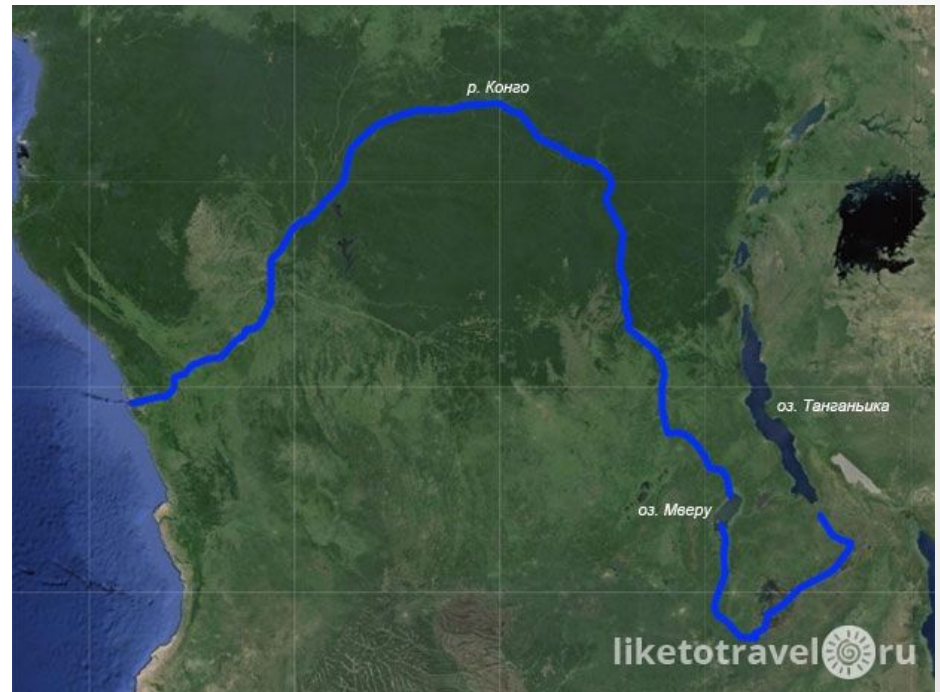 р. Конго
оз. Танганьика
оз. Мверу
liketotravel ru